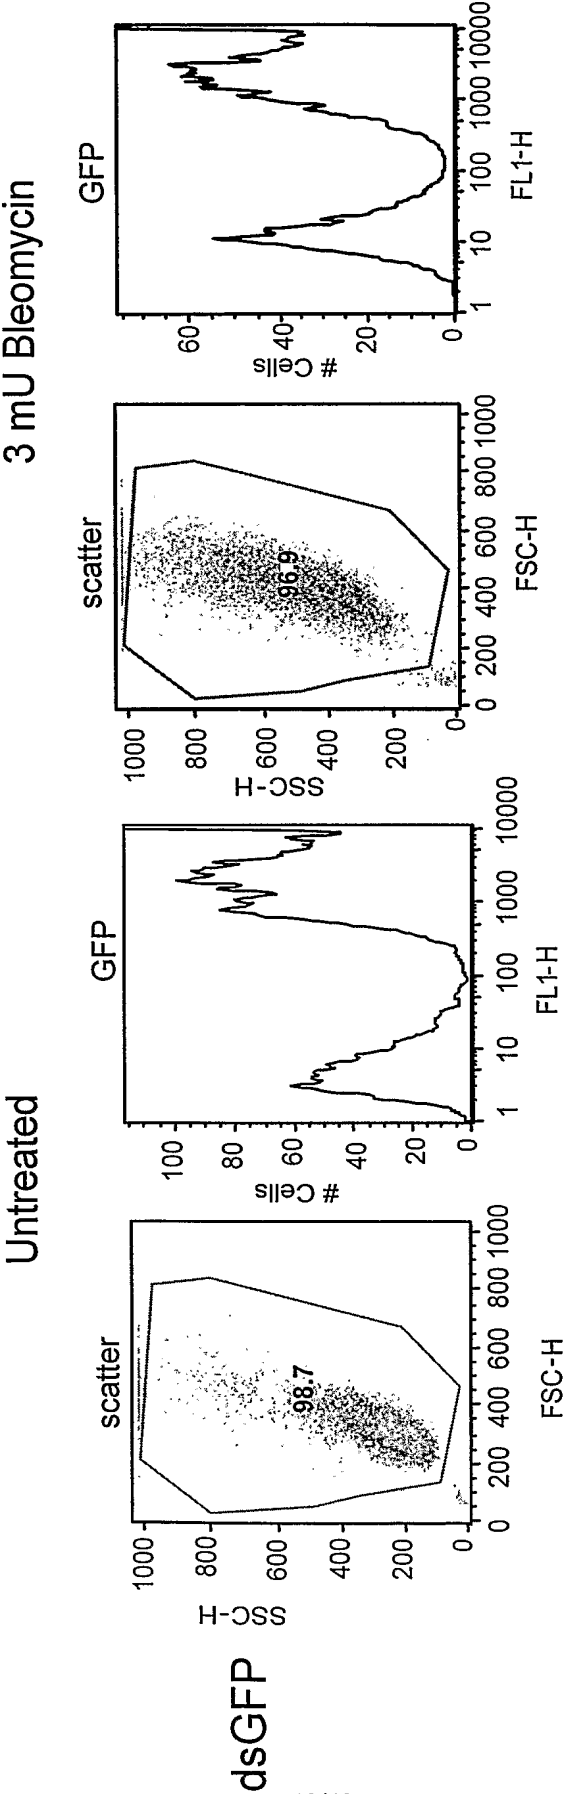 Untreated
3 mU Bleomycin
dsGFP
scatter
98.7
1000
800
600
400
200
0
SSC-H
0 200 400 600 800 1000
FSC-H
GFP
100
80
60
40
20
0
# Cells
1 10 100 1000 10000
FL1-H
scatter
96.9
1000
800
600
400
200
0
SSC-H
0 200 400 600 800 1000
FSC-H
GFP
60
40
20
0
# Cells
1 10 100 1000 10000
FL1-H